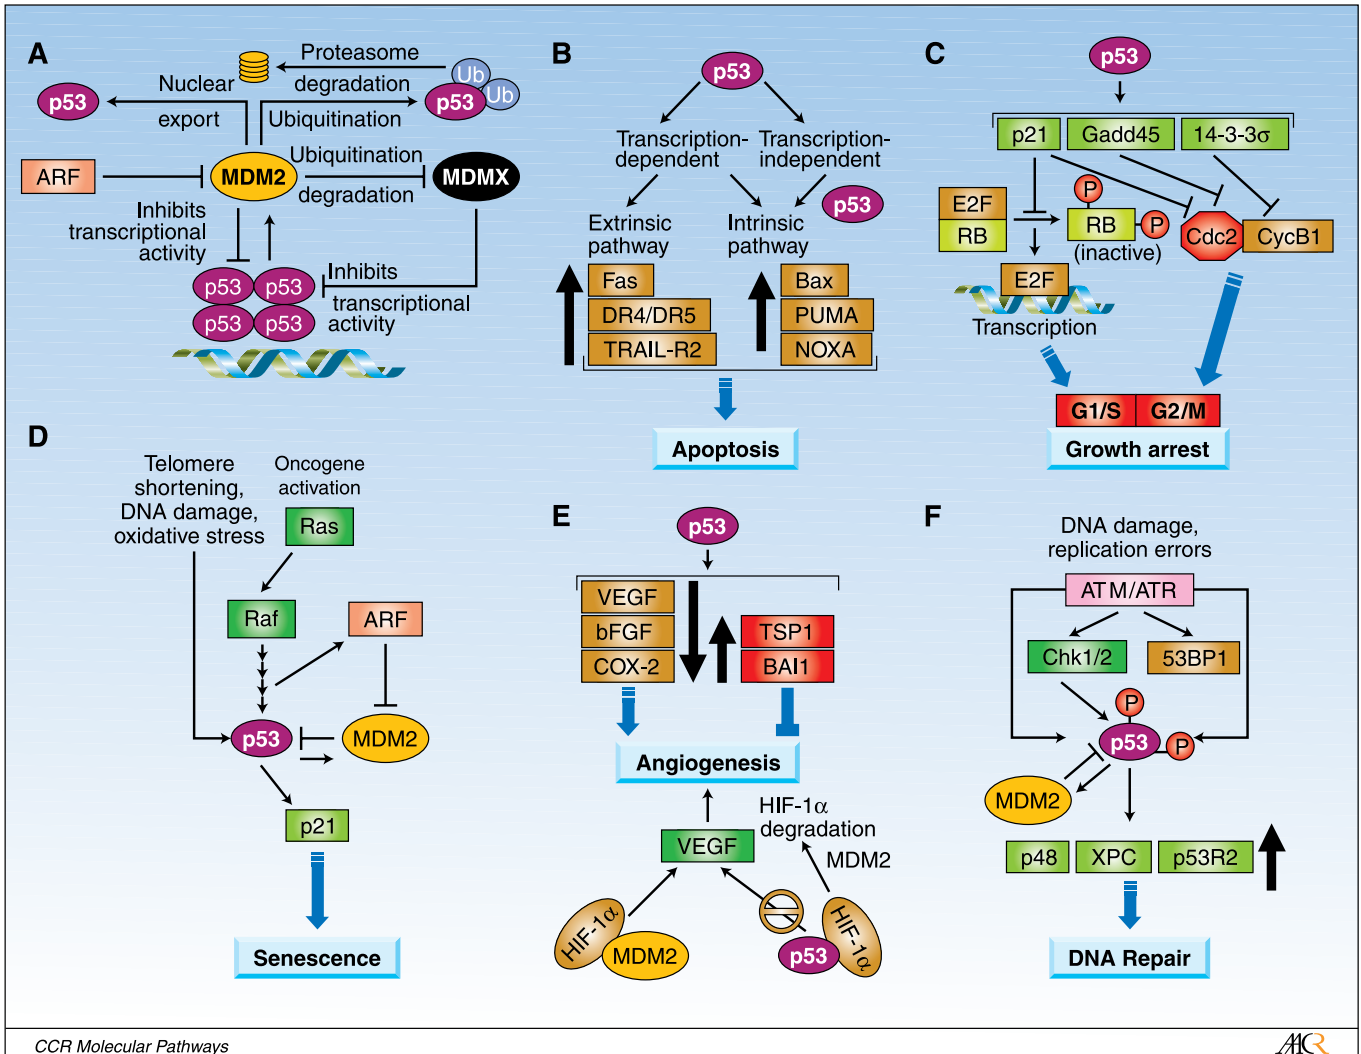 A
Proteasome
degradation
Ub
Ub
p53
Nuclear
export
p53
Ubiquitination
ARF
MDM2
Ubiquitination
degradation
MDMX
Inhibits
transcriptional
activity
p53
p53
p53
p53
Inhibits
transcriptional
activity
B
p53
Transcription-
dependent
Transcription-
independent
p53
Extrinsic
pathway
Intrinsic
pathway
Fas
DR4/DR5
TRAIL-R2
Bax
PUMA
NOXA
Apoptosis
C
p53
p21
Gadd45
14-3-3σ
E2F
RB
P
RB
P
(inactive)
Cdc2
CycB1
E2F
Transcription
G1/S
G2/M
Growth arrest
D
Telomere
shortening,
DNA damage,
oxidative stress
Oncogene
activation
Ras
Raf
ARF
p53
MDM2
p21
Senescence
E
p53
VEGF
bFGF
COX-2
TSP1
BAI1
Angiogenesis
VEGF
HIF-1α
degradation
MDM2
HIF-1α
MDM2
p53
HIF-1α
F
DNA damage,
replication errors
ATM/ATR
Chk1/2
53BP1
P
p53
P
MDM2
p48
XPC
p53R2
DNA Repair
CCR Molecular Pathways
AACR